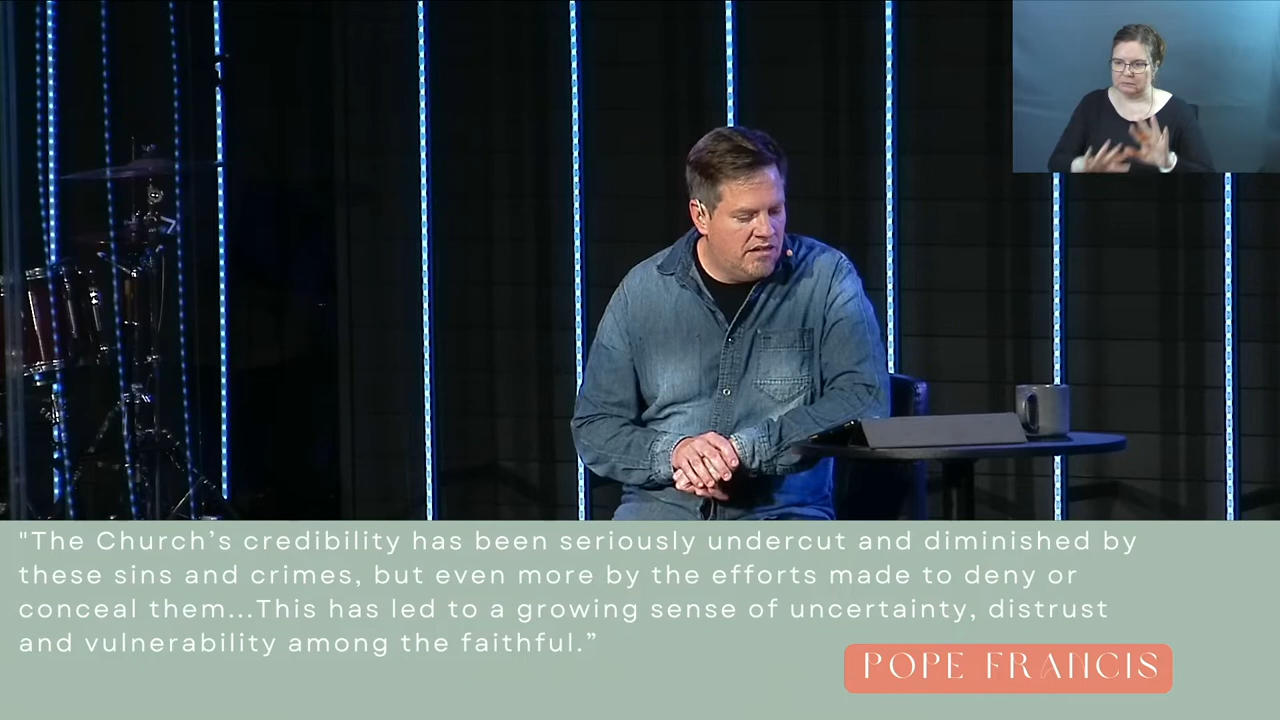 "The Church’s credibility has been seriously undercut and diminished by
these sins and crimes, but even more by the efforts made to deny or
conceal them...This has led to a growing sense of uncertainty, distrust
and vulnerability among the faithful.”
POPE FRANCIS